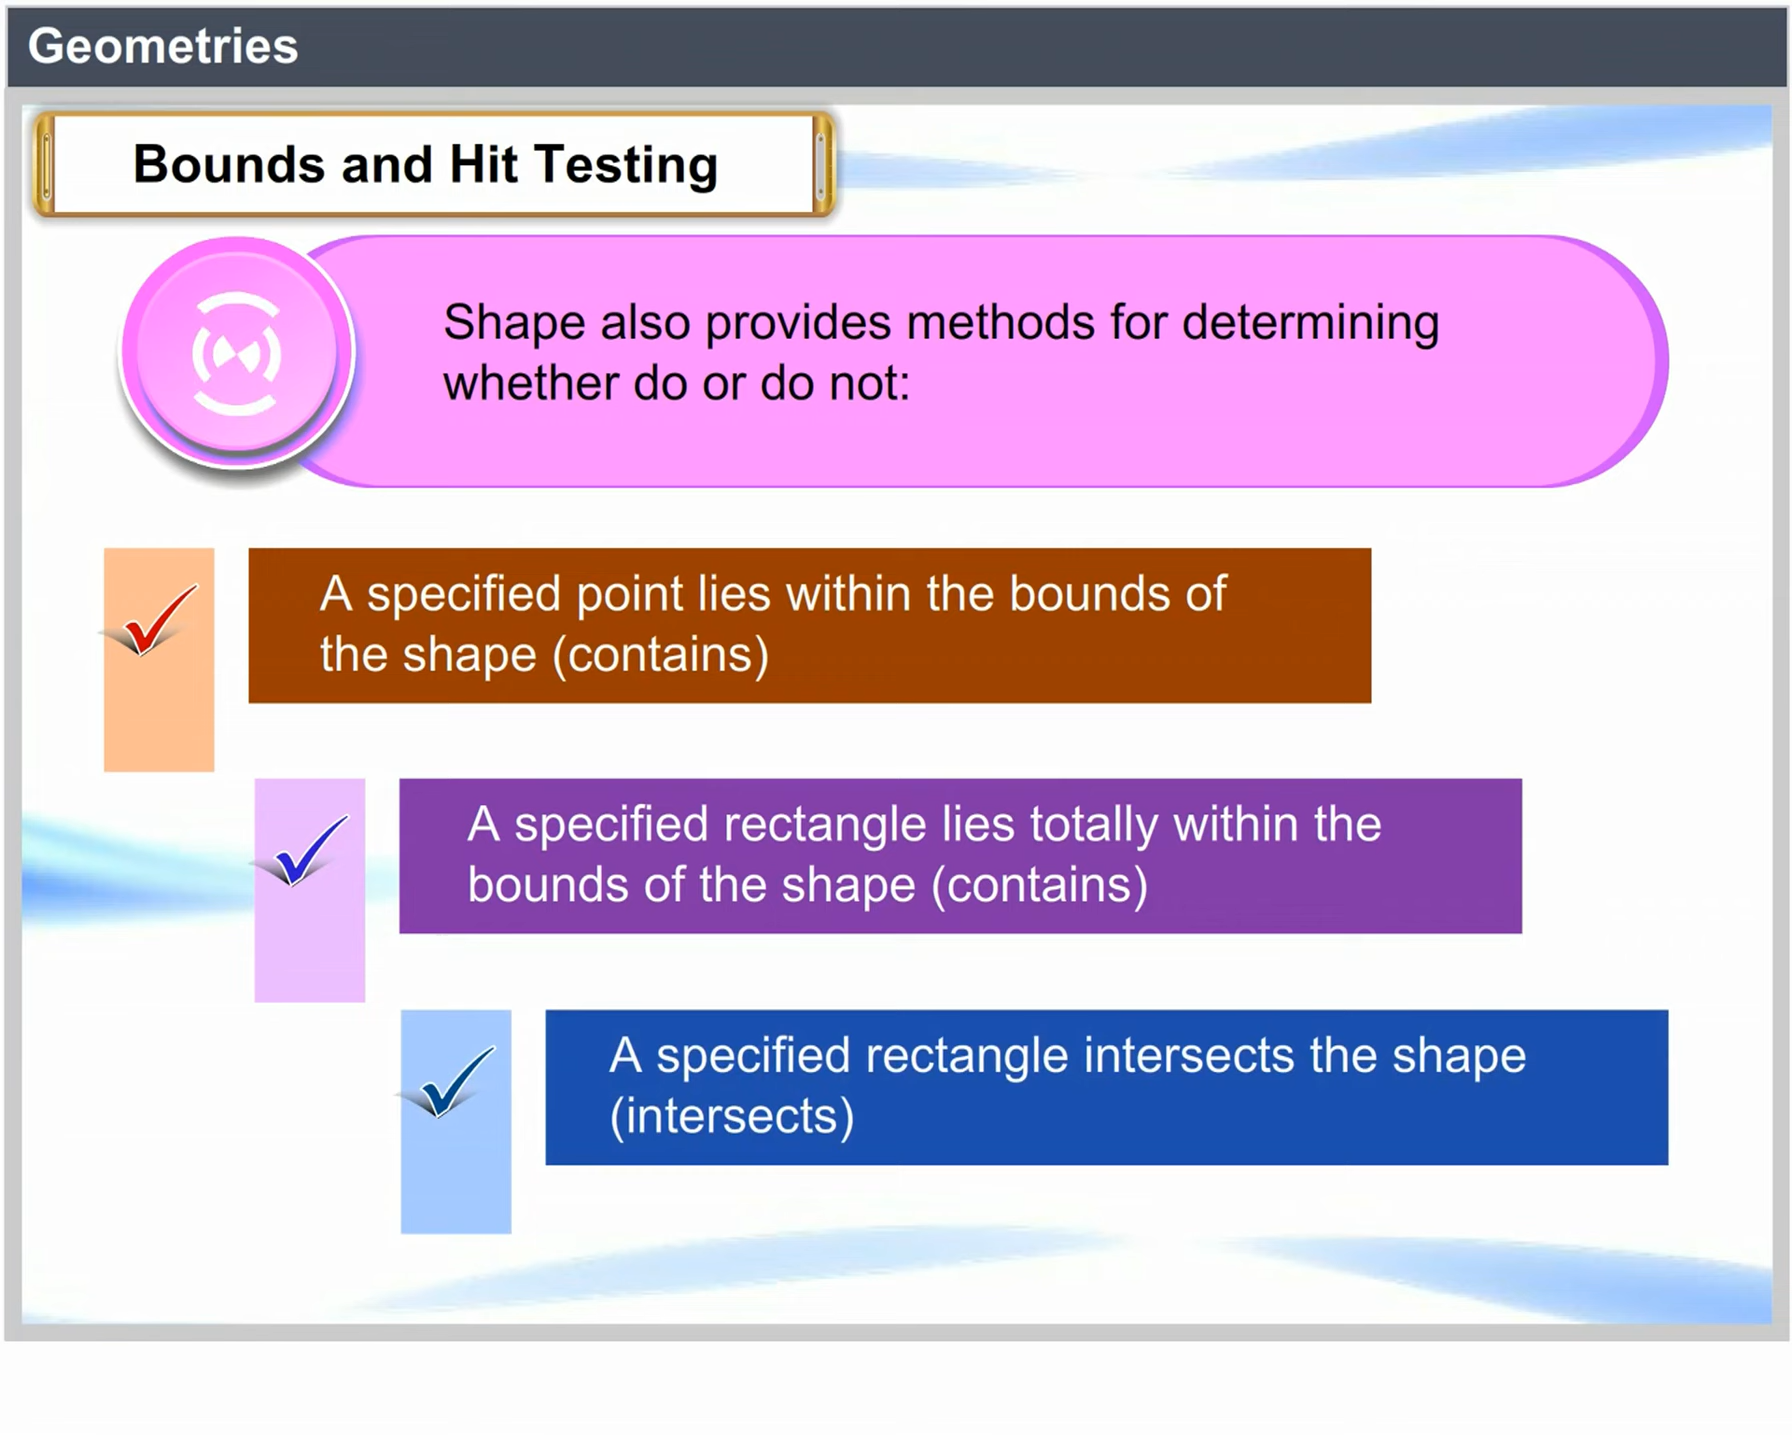 Geometries
Bounds and Hit Testing
Shape also provides methods for determining
whether do or do not:
A specified point lies within the bounds of
the shape (contains)
A specified rectangle lies totally within the
bounds of the shape (contains)
A specified rectangle intersects the shape
(intersects)